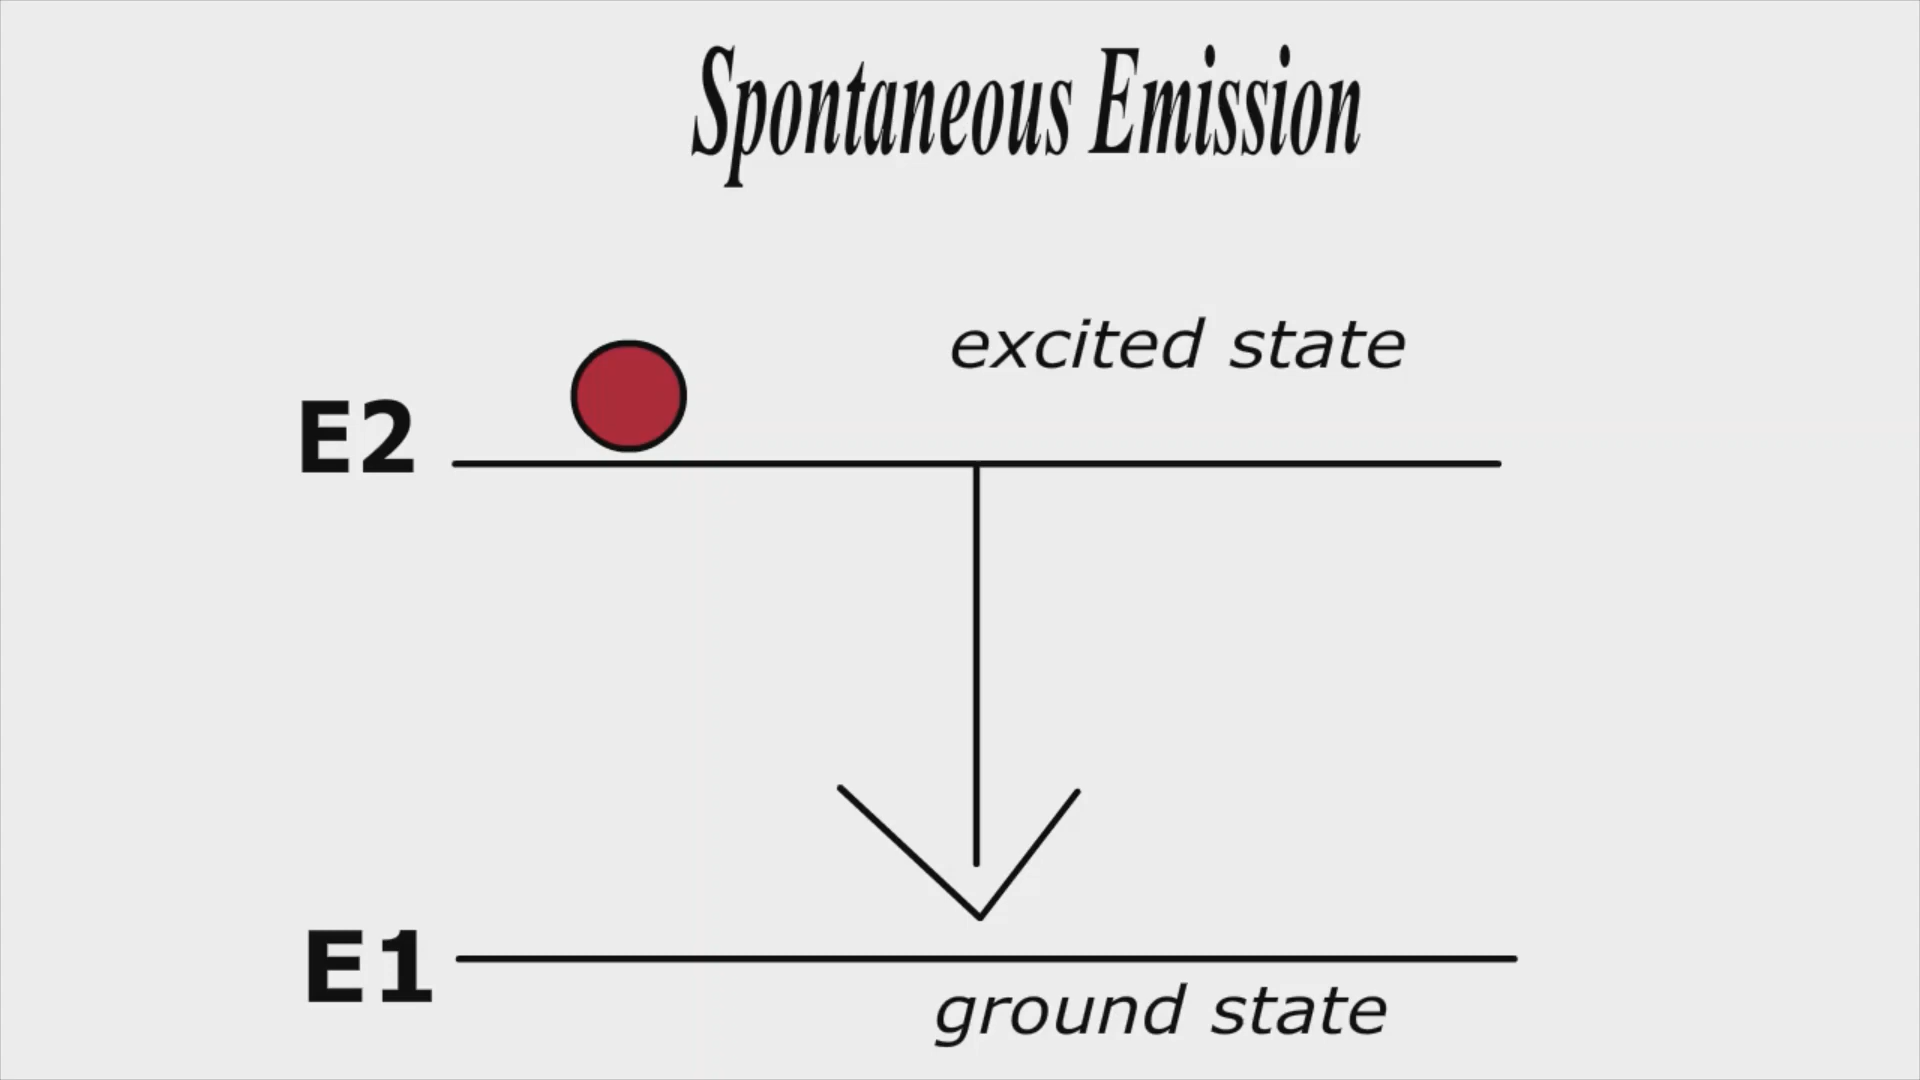 Spontaneous Emission
excited state
E2
E1
ground state